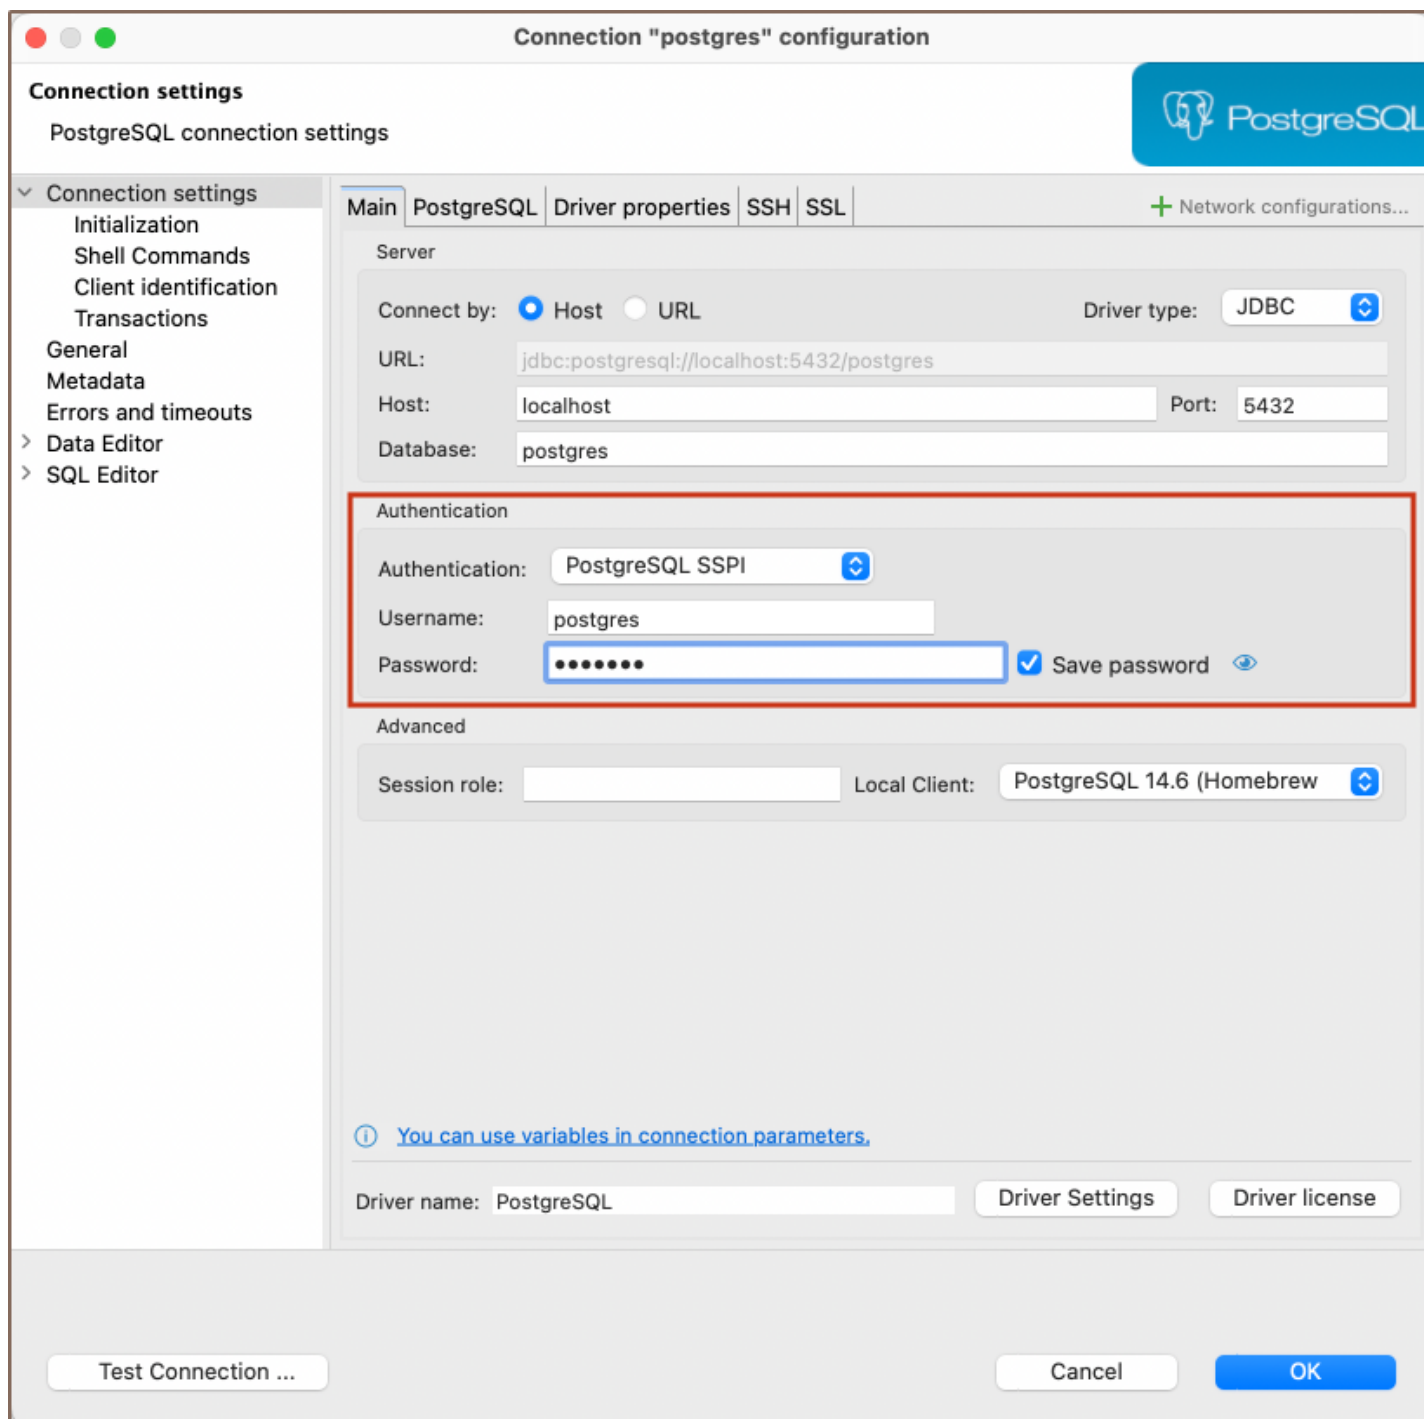 Connection "postgres" configuration
Connection settings
PostgreSQL connection settings
PostgreSQL
Connection settings
Initialization
Shell Commands
Client identification
Transactions
General
Metadata
Errors and timeouts
Data Editor
SQL Editor
Main PostgreSQL Driver properties SSH SSL Network configurations...
Server
Connect by: Host URL Driver type: JDBC
URL: jdbc:postgresql://localhost:5432/postgres
Host: localhost Port: 5432
Database: postgres
Authentication
Authentication: PostgreSQL SSPI
Username: postgres
Password: ••••••• Save password
Advanced
Session role: Local Client: PostgreSQL 14.6 (Homebrew
You can use variables in connection parameters.
Driver name: PostgreSQL Driver Settings Driver license
Test Connection ... Cancel OK